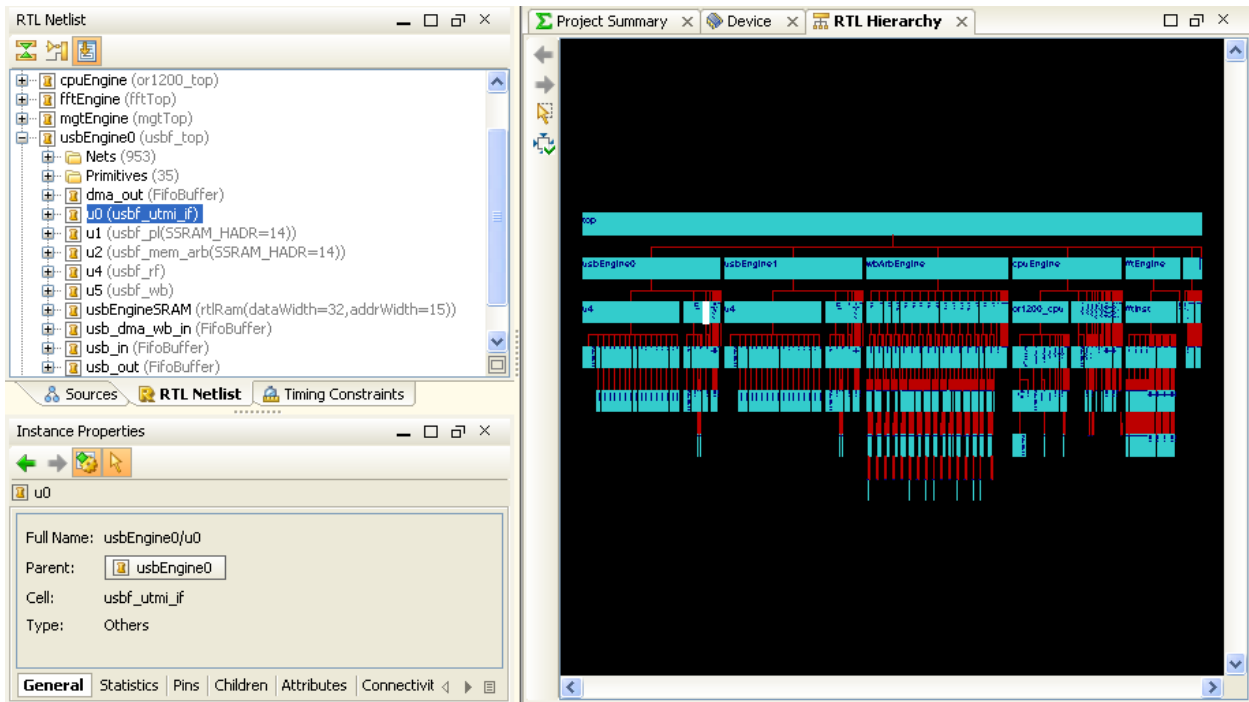 RTL Netlist
cpuEngine (or1200_top)
fftEngine (fftTop)
mgtEngine (mgtTop)
usbEngine0 (usbf_top)
Nets (953)
Primitives (35)
dma_out (FifoBuffer)
u0 (usbf_utmi_if)
u1 (usbf_pl(SSRAM_HADR=14))
u2 (usbf_mem_arb(SSRAM_HADR=14))
u4 (usbf_rf)
u5 (usbf_wb)
usbEngineSRAM (rtlRam(dataWidth=32,addrWidth=15))
usb_dma_wb_in (FifoBuffer)
usb_in (FifoBuffer)
usb_out (FifoBuffer)
Sources RTL Netlist Timing Constraints
Instance Properties
u0
Full Name: usbEngine0/u0
Parent: usbEngine0
Cell: usbf_utmi_if
Type: Others
General Statistics Pins Children Attributes Connectivit
Project Summary Device RTL Hierarchy
top
usbEngine0 usbEngine1 wbArbEngine cpuEngine fftEngine
u4 u4 or1200_cpu fftInst